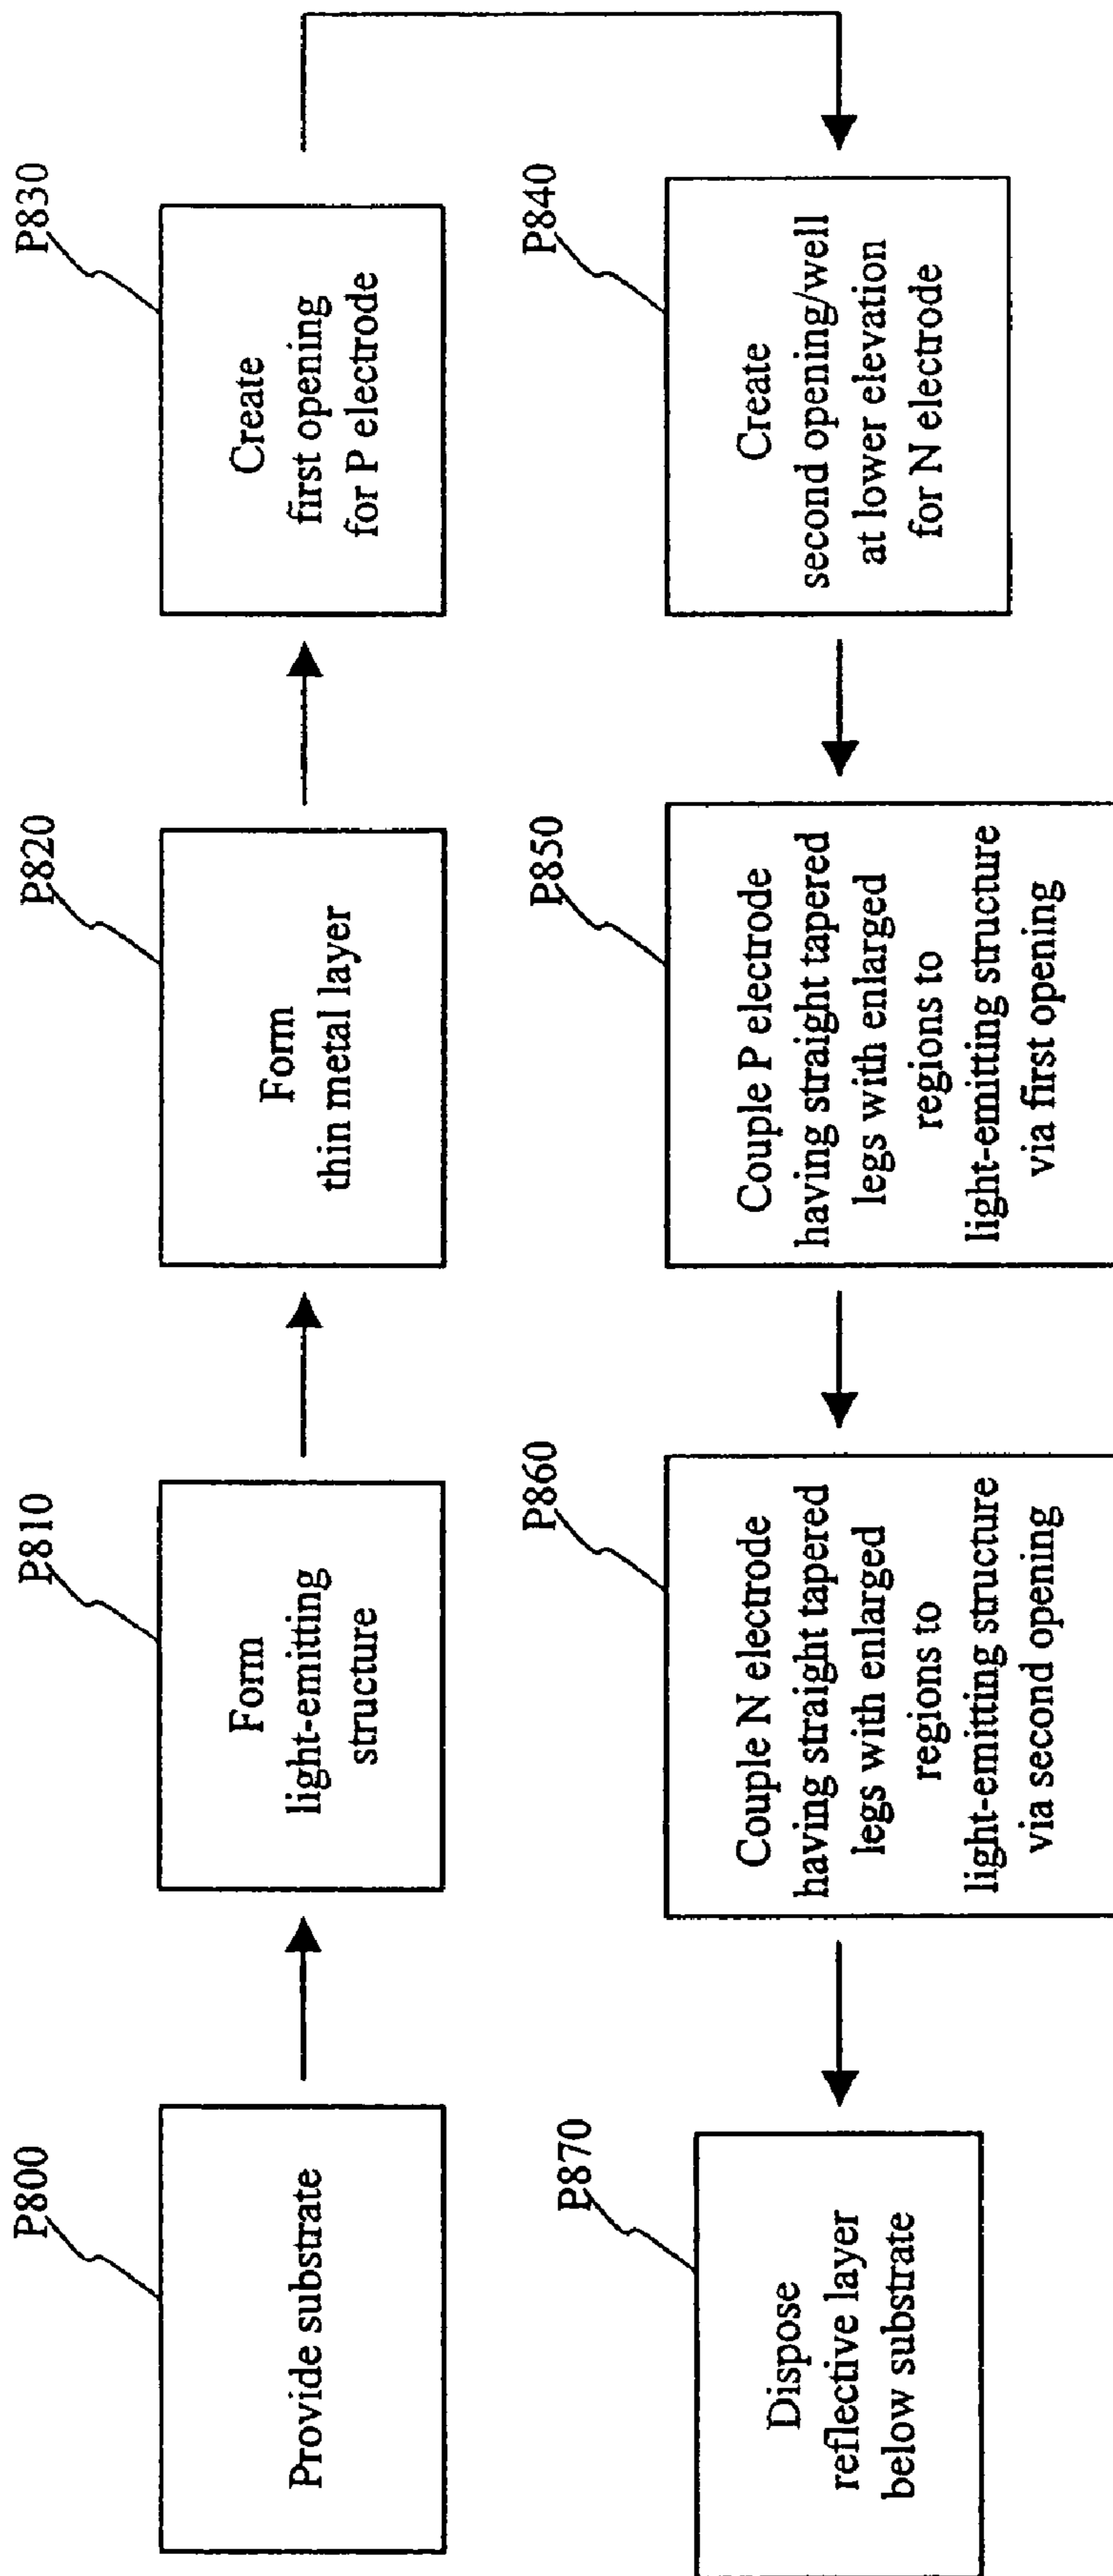 P800
Provide substrate
P810
Form
light-emitting
structure
P820
Form
thin metal layer
P830
Create
first opening
for P electrode
P840
Create
second opening/well
at lower elevation
for N electrode
P850
Couple P electrode
having straight tapered
legs with enlarged
regions to
light-emitting structure
via first opening
P860
Couple N electrode
having straight tapered
legs with enlarged
regions to
light-emitting structure
via second opening
P870
Dispose
reflective layer
below substrate